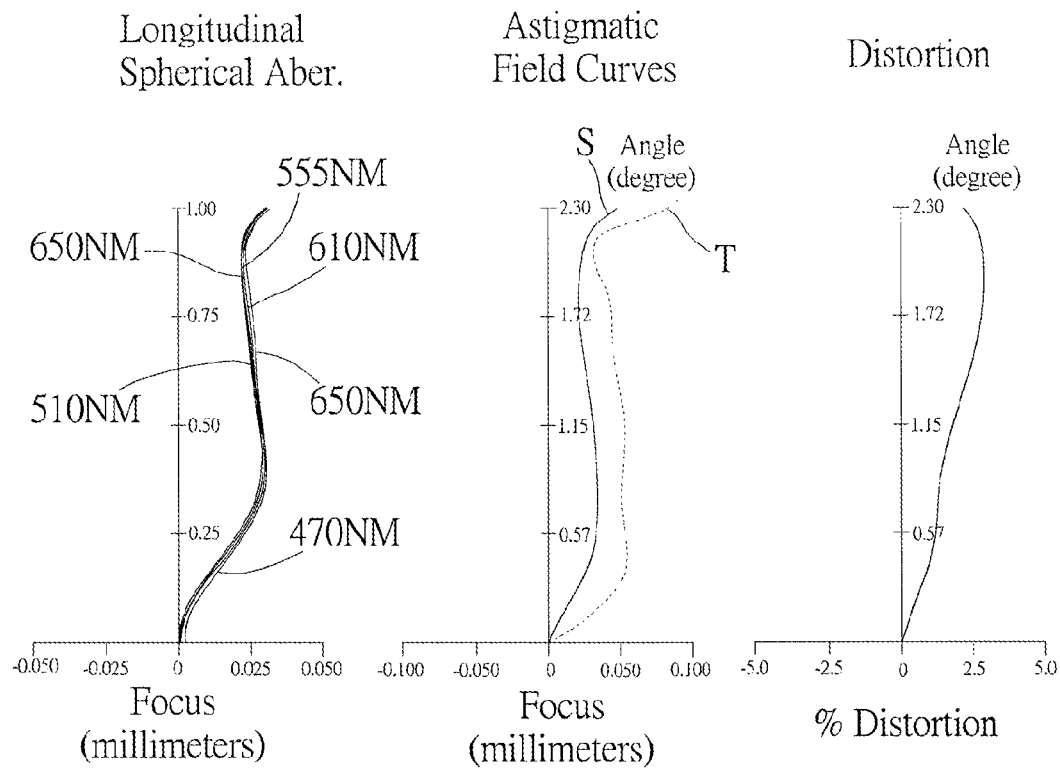 Longitudinal
Spherical Aber.
555NM
1.00
650NM
610NM
0.75
510NM
650NM
0.50
0.25
470NM
-0.050
-0.025
0
0.025
0.050
Focus
(millimeters)
Astigmatic
Field Curves
S
Angle
(degree)
2.30
T
1.72
1.15
0.57
-0.100
-0.050
0
0.050
0.100
Focus
(millimeters)
Distortion
Angle
(degree)
2.30
1.72
1.15
0.57
-5.0
-2.5
0
2.5
5.0
% Distortion